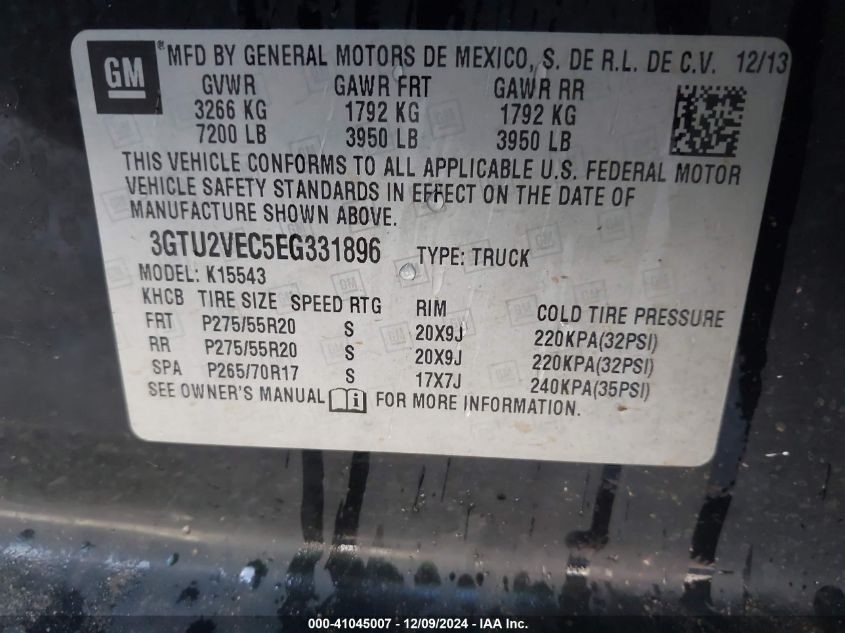 GM ® MFD BY GENERAL MOTORS DE MEXICO, S. DE R.L. DE C.V. 12/13
GVWR GAWR FRT GAWR RR
3266 KG 1792 KG 1792 KG
7200 LB 3950 LB 3950 LB
THIS VEHICLE CONFORMS TO ALL APPLICABLE U.S. FEDERAL MOTOR
VEHICLE SAFETY STANDARDS IN EFFECT ON THE DATE OF
MANUFACTURE SHOWN ABOVE.
3GTU2VEC5EG331896 TYPE: TRUCK
MODEL: K15543
KHCB TIRE SIZE SPEED RTG RIM COLD TIRE PRESSURE
FRT P275/55R20 S 20X9J 220KPA(32PSI)
RR P275/55R20 S 20X9J 220KPA(32PSI)
SPA P265/70R17 S 17X7J 240KPA(35PSI)
SEE OWNER'S MANUAL i FOR MORE INFORMATION.
000-41045007 - 12/09/2024 - IAA Inc.